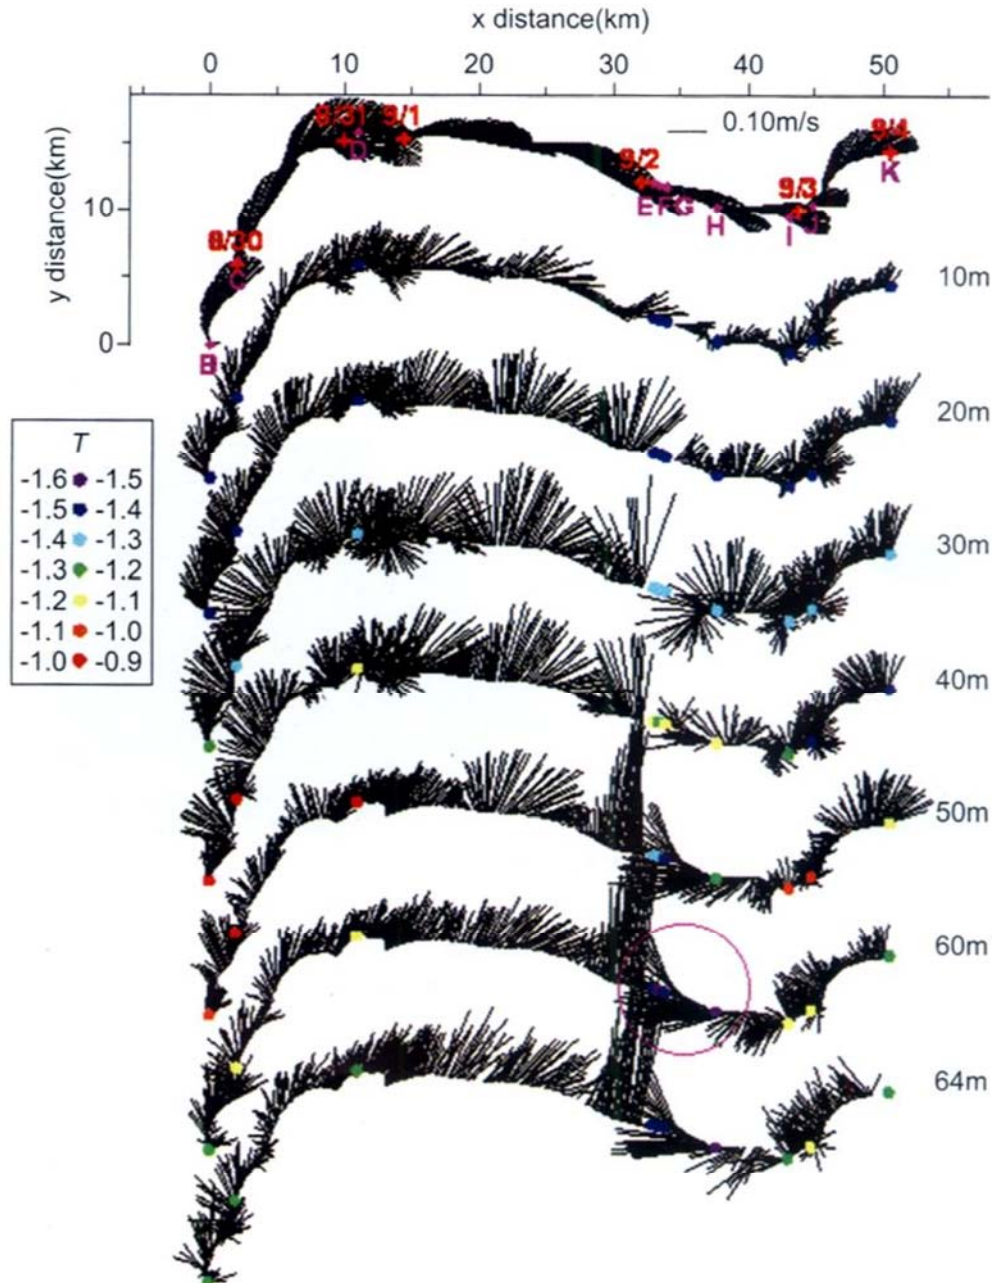 x distance(km)
0 10 20 30 40 50
y distance(km)
10
0
0.10m/s
8/31 9/1
D
9/2
E F G
H
9/3
I J
9/4
K
8/30
C
B
10m
20m
30m
40m
50m
60m
64m
T
-1.6 -1.5
-1.5 -1.4
-1.4 -1.3
-1.3 -1.2
-1.2 -1.1
-1.1 -1.0
-1.0 -0.9